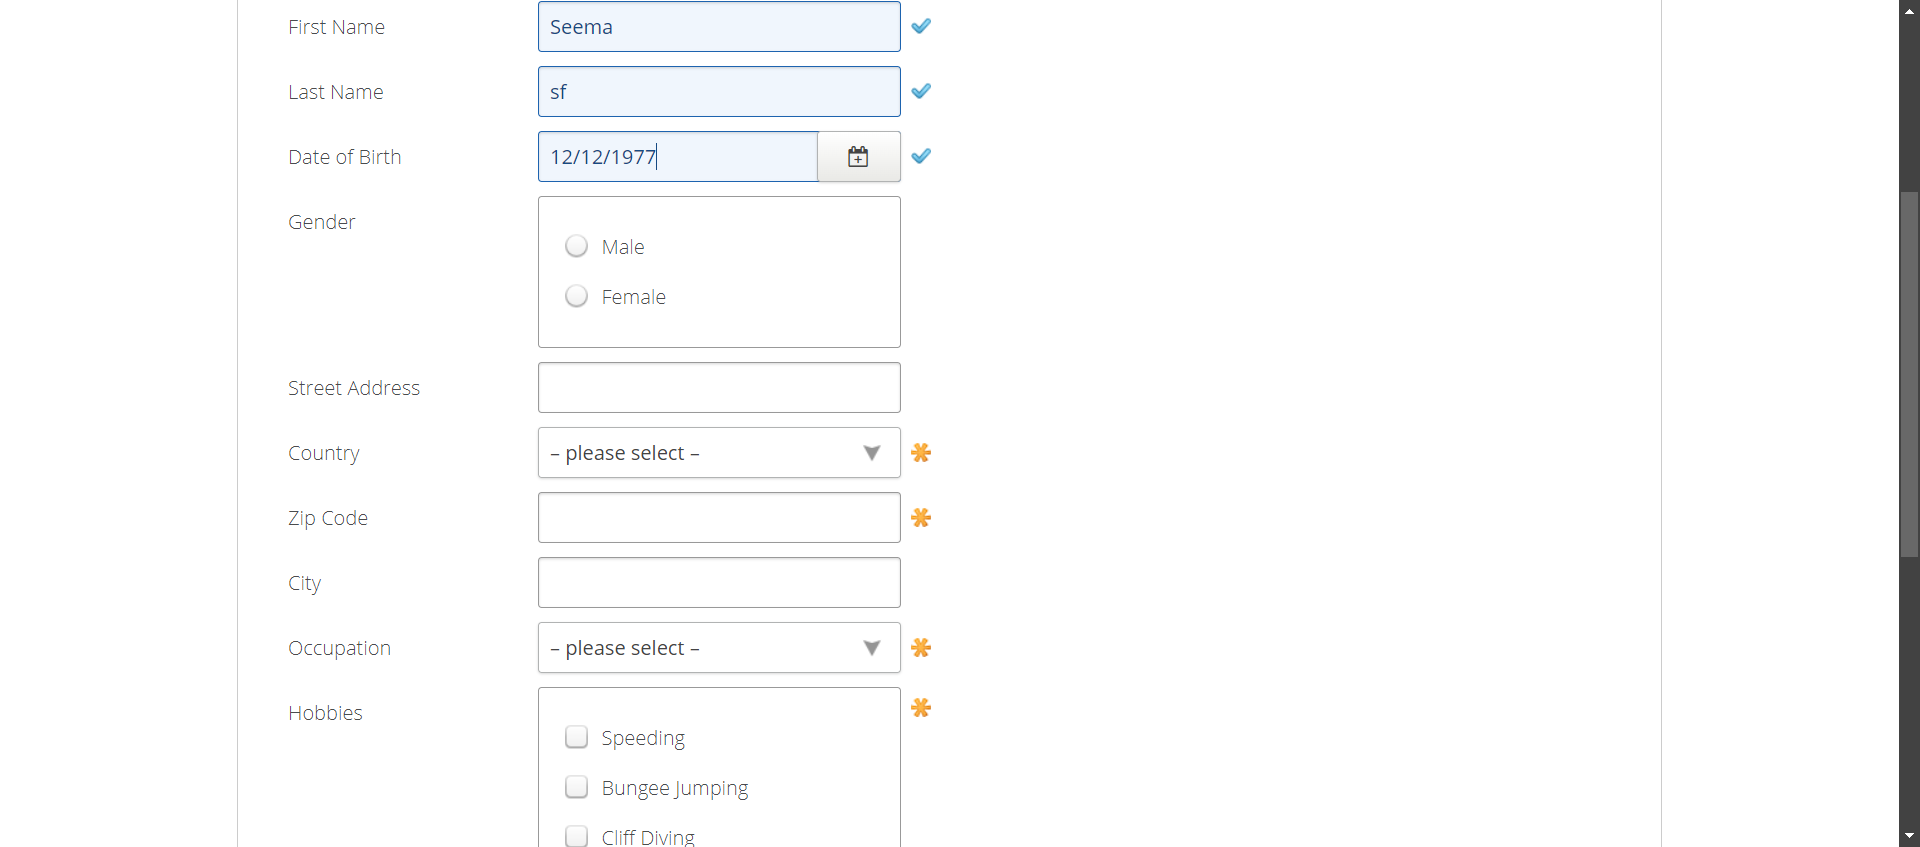 First Name Seema
Last Name sf
Date of Birth 12/12/1977
Gender
Male
Female
Street Address
Country – please select –
Zip Code
City
Occupation – please select –
Hobbies
Speeding
Bungee Jumping
Cliff Diving